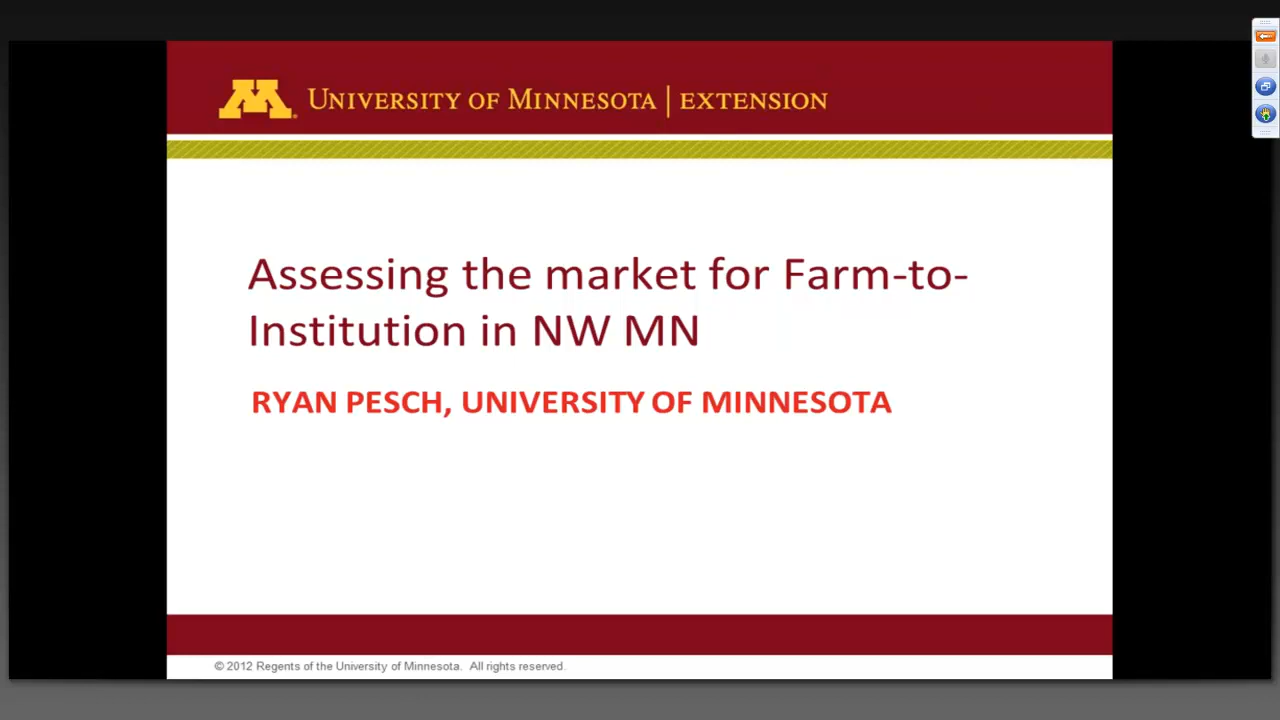 UNIVERSITY OF MINNESOTA | EXTENSION
Assessing the market for Farm-to-
Institution in NW MN
RYAN PESCH, UNIVERSITY OF MINNESOTA
© 2012 Regents of the University of Minnesota. All rights reserved.